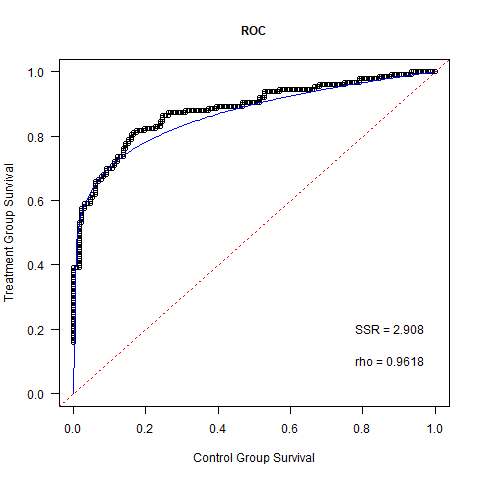 ROC
Treatment Group Survival
1.0
0.8
0.6
0.4
0.2
0.0
SSR = 2.908
rho = 0.9618
0.0 0.2 0.4 0.6 0.8 1.0
Control Group Survival